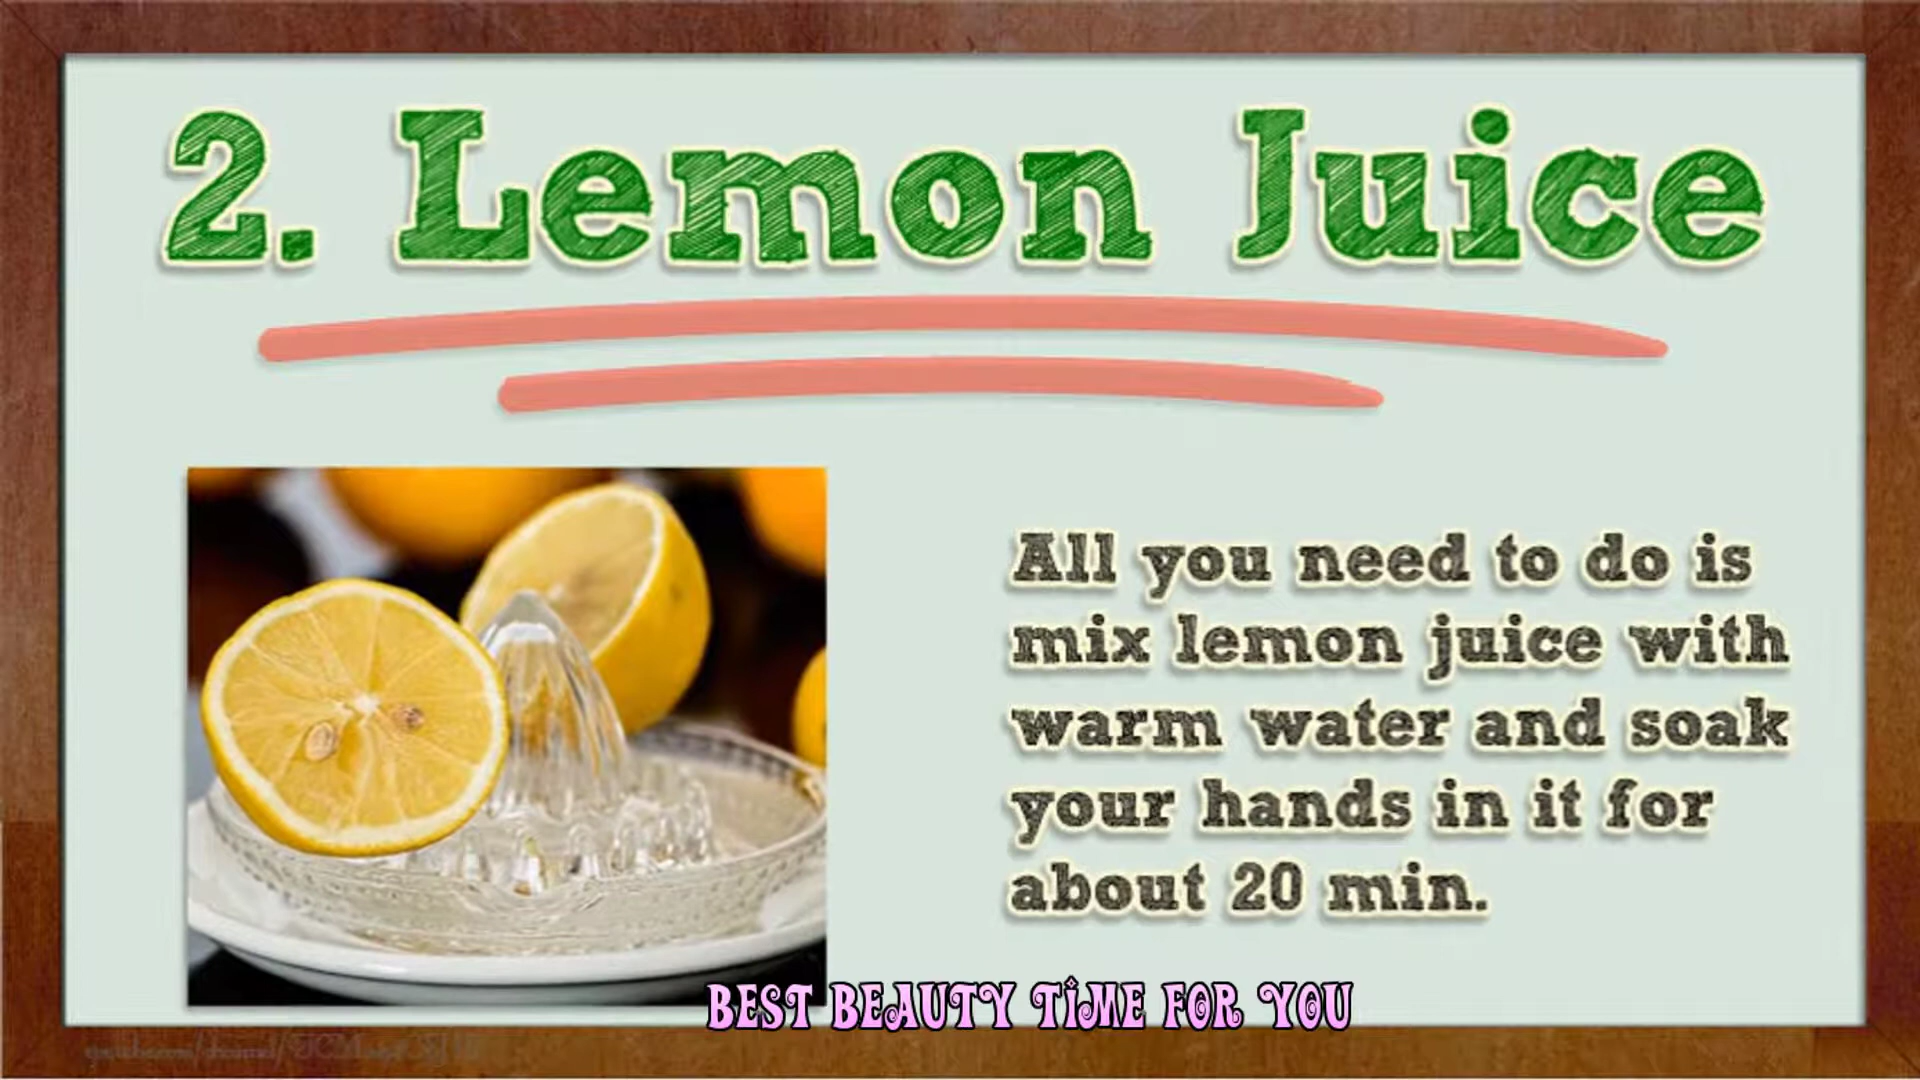 2. Lemon Juice
All you need to do is
mix lemon juice with
warm water and soak
your hands in it for
about 20 min.
BEST BEAUTY TIME FOR YOU